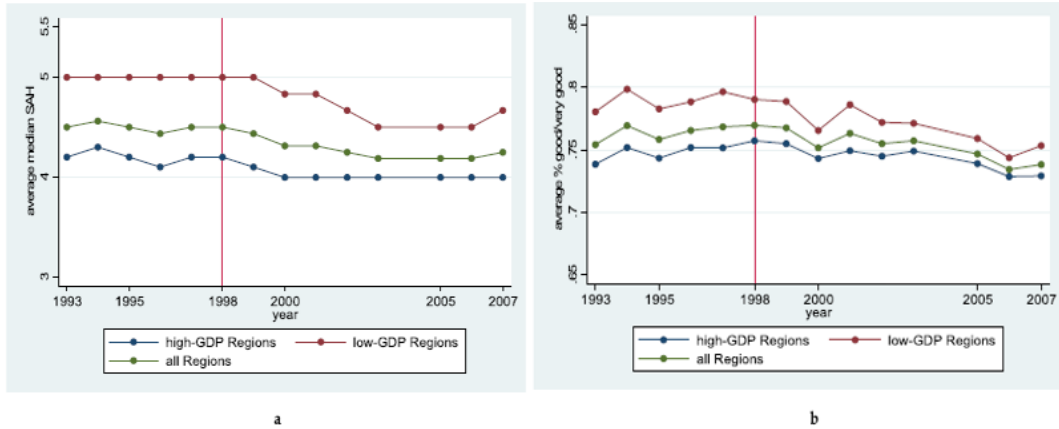 5.5
5
4
3
average median SAH
1993 1995 1998 2000 2005 2007
year
high-GDP Regions low-GDP Regions
all Regions
a
.85
.8
.75
.7
.65
average % good/very good
1993 1995 1998 2000 2005 2007
year
high-GDP Regions low-GDP Regions
all Regions
b